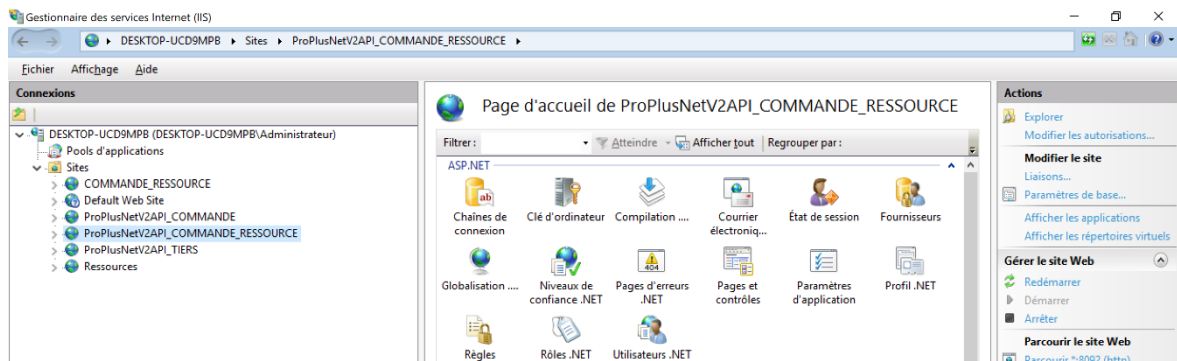 Gestionnaire des services Internet (IIS)
DESKTOP-UCD9MPB Sites ProPlusNetV2API_COMMANDE_RESSOURCE
Fichier Affichage Aide
Connexions
DESKTOP-UCD9MPB (DESKTOP-UCD9MPB\Administrateur)
Pools d'applications
Sites
COMMANDE_RESSOURCE
Default Web Site
ProPlusNetV2API_COMMANDE
ProPlusNetV2API_COMMANDE_RESSOURCE
ProPlusNetV2API_TIERS
Ressources
Page d'accueil de ProPlusNetV2API_COMMANDE_RESSOURCE
Filtrer : Atteindre Afficher tout Regrouper par :
ASP.NET
Chaînes de connexion
Clé d'ordinateur
Compilation ....
Courrier électroniq...
État de session
Fournisseurs
Globalisation ....
Niveaux de confiance .NET
Pages d'erreurs .NET
404
Pages et contrôles
Paramètres d'application
Profil .NET
Règles
Rôles .NET
Utilisateurs .NET
Actions
Explorer
Modifier les autorisations...
Modifier le site
Liaisons...
Paramètres de base...
Afficher les applications
Afficher les répertoires virtuels
Gérer le site Web
Redémarrer
Démarrer
Arrêter
Parcourir le site Web
Parcourir *:8092 (http)